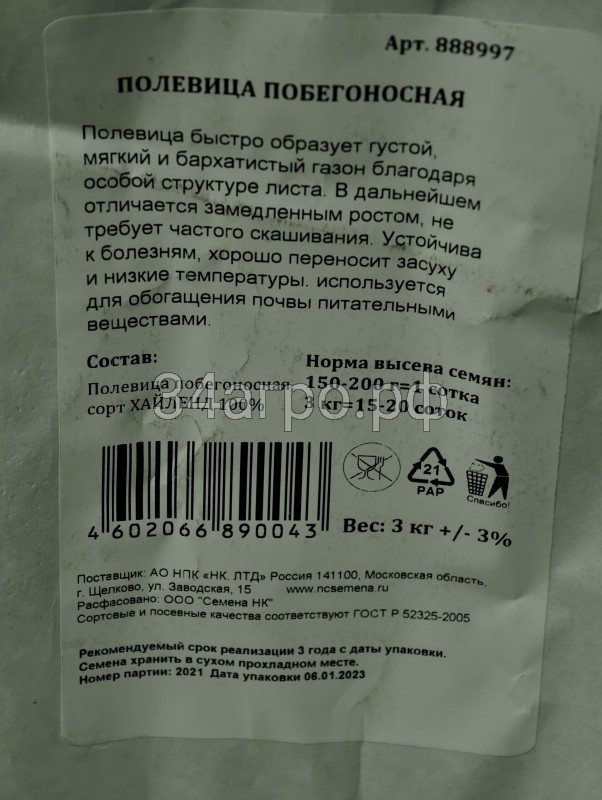 Арт. 888997
ПОЛЕВИЦА ПОБЕГОНОСНАЯ
Полевица быстро образует густой,
мягкий и бархатистый газон благодаря
особой структуре листа. В дальнейшем
отличается замедленным ростом, не
требует частого скашивания. Устойчива
к болезням, хорошо переносит засуху
и низкие температуры. используется
для обогащения почвы питательными
веществами.
Состав:
Полевица побегоносная
сорт ХАЙЛЕНД 100%
Норма высева семян:
150-200 г=1 сотка
3 кг=15-20 соток
34агро.рф
21
PAP
Спасибо!
4 602066 890043
Вес: 3 кг +/- 3%
Поставщик: АО НПК «НК. ЛТД» Россия 141100, Московская область,
г. Щелково, ул. Заводская, 15 www.ncsemena.ru
Расфасовано: ООО "Семена НК"
Сортовые и посевные качества соответствуют ГОСТ Р 52325-2005
Рекомендуемый срок реализации 3 года с даты упаковки.
Семена хранить в сухом прохладном месте.
Номер партии: 2021 Дата упаковки 06.01.2023